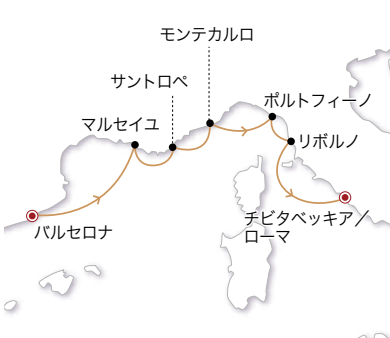 モンテカルロ
サントロペ
ポルトフィーノ
マルセイユ
リボルノ
チビタベッキア／
ローマ
バルセロナ